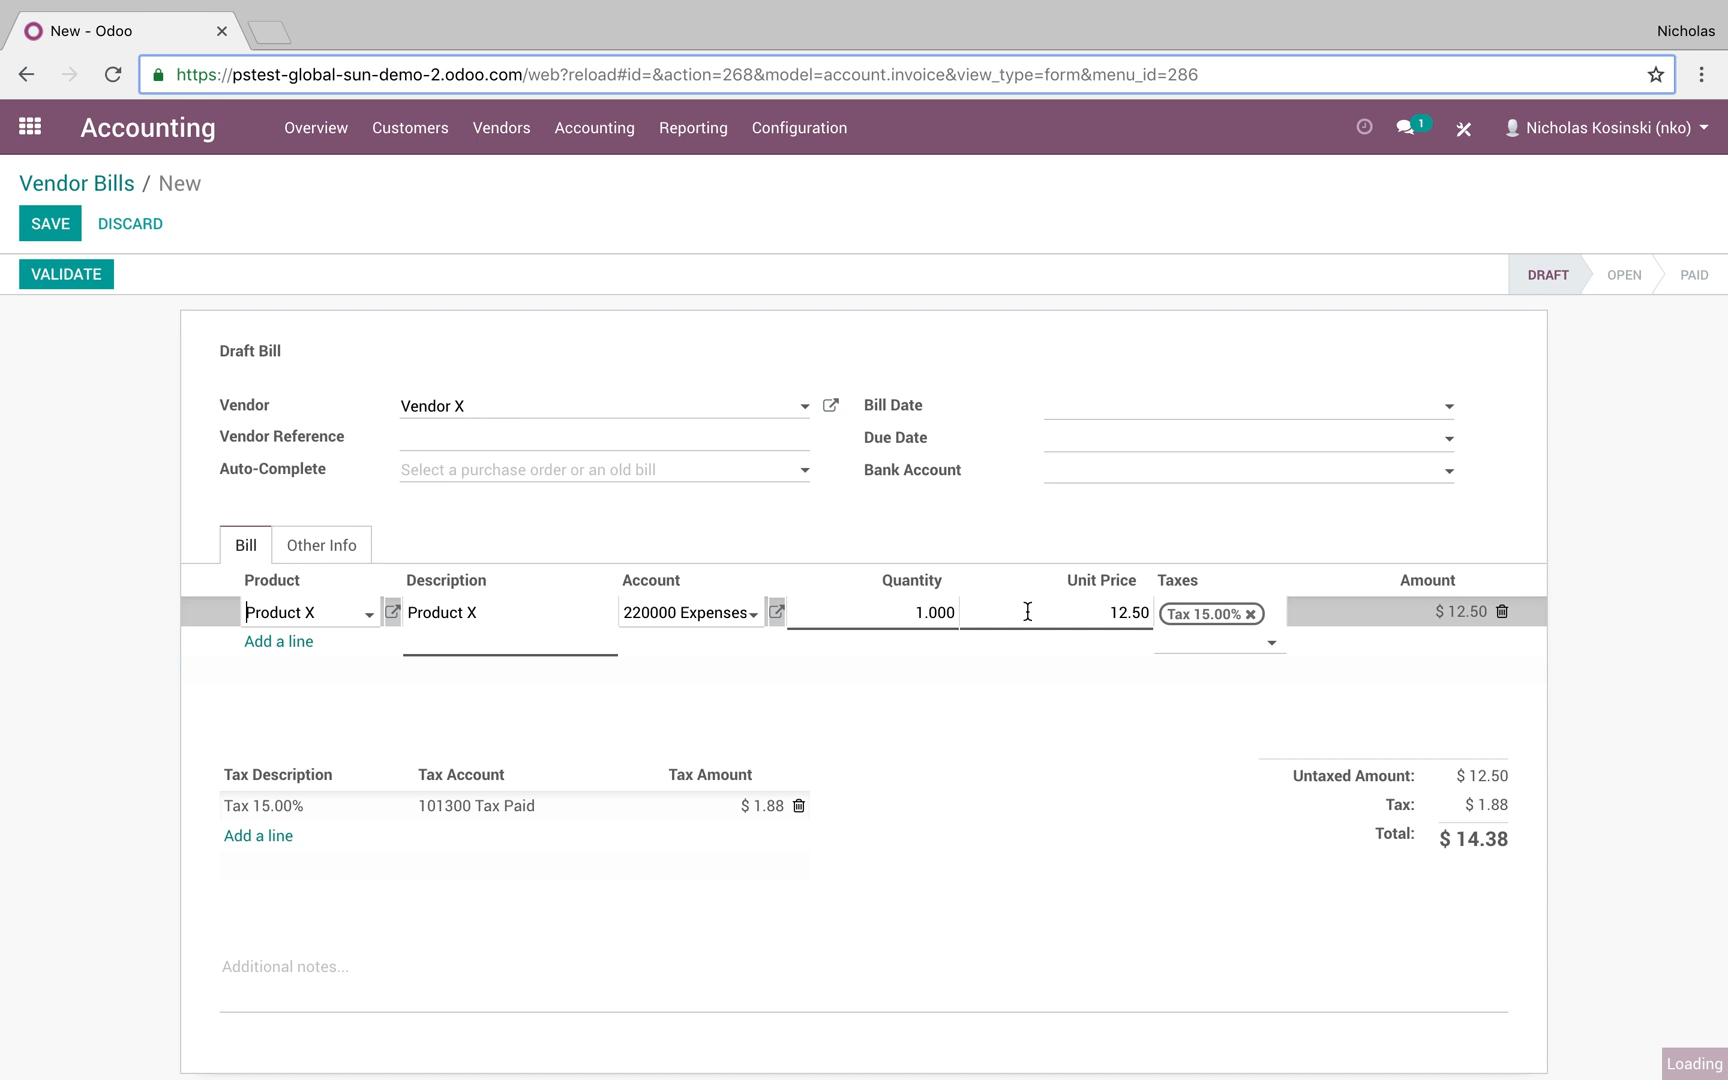 New - Odoo
Nicholas
https://pstest-global-sun-demo-2.odoo.com/web?reload#id=&action=268&model=account.invoice&view_type=form&menu_id=286
Accounting Overview Customers Vendors Accounting Reporting Configuration 1 Nicholas Kosinski (nko)
Vendor Bills / New
SAVE DISCARD
VALIDATE DRAFT OPEN PAID
Draft Bill
Vendor Vendor X Bill Date
Vendor Reference Due Date
Auto-Complete Select a purchase order or an old bill Bank Account
Bill Other Info
Product Description Account Quantity Unit Price Taxes Amount
Product X Product X 220000 Expenses 1.000 12.50 Tax 15.00% $ 12.50
Add a line
Tax Description Tax Account Tax Amount Untaxed Amount: $ 12.50
Tax 15.00% 101300 Tax Paid $ 1.88 Tax: $ 1.88
Add a line Total: $ 14.38
Additional notes...
Loading